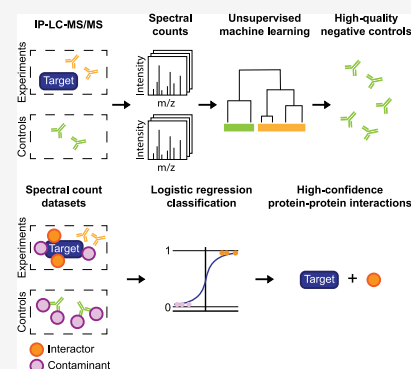 IP-LC-MS/MS
Spectral
counts
Unsupervised
machine learning
High-quality
negative controls
Experiments
Target
Controls
Intensity
m/z
Intensity
m/z
Spectral count
datasets
Logistic regression
classification
High-confidence
protein-protein interactions
Experiments
Target
Controls
1
0
Target +
Interactor
Contaminant